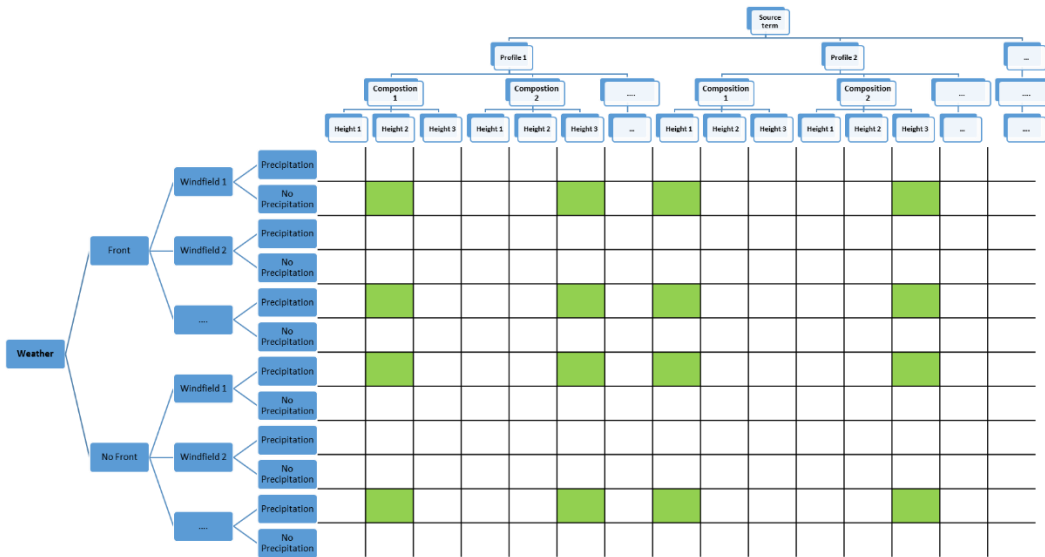 Source
term
Profile 1
Profile 2
...
Compostion
1
Compostion
2
....
Compostion
1
Compostion
2
...
....
Height 1
Height 2
Height 3
Height 1
Height 2
Height 3
...
Height 1
Height 2
Height 3
Height 1
Height 2
Height 3
...
....
Weather
Front
Windfield 1
Precipitation
No
Precipitation
Windfield 2
Precipitation
No
Precipitation
....
Precipitation
No
Precipitation
No Front
Windfield 1
Precipitation
No
Precipitation
Windfield 2
Precipitation
No
Precipitation
....
Precipitation
No
Precipitation